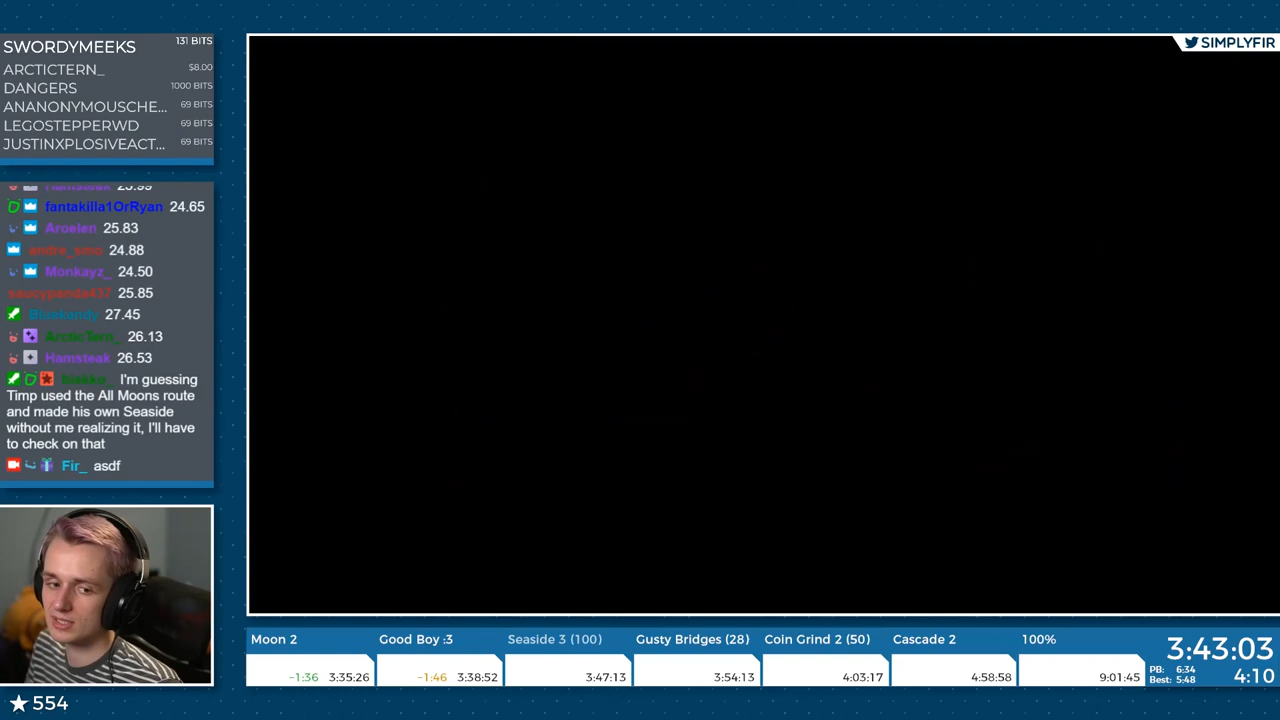 SWORDYMEEKS 131 BITS
ARCTICTERN_ $8.00
DANGERS 1000 BITS
ANANONYMOUSCHE... 69 BITS
LEGOSTEPPERWD 69 BITS
JUSTINXPLOSIVEACT... 69 BITS
SIMPLYFIR
Hamsteak 25.99
fantakilla1OrRyan 24.65
Aroelen 25.83
andre_smo 24.88
Monkayz_ 24.50
saucypanda437 25.85
27.45
ArcticTern_ 26.13
Hamsteak 26.53
I'm guessing
Timp used the All Moons route
and made his own Seaside
without me realizing it, I'll have
to check on that
Fir_ asdf
Moon 2 Good Boy :3 Seaside 3 (100) Gusty Bridges (28) Coin Grind 2 (50) Cascade 2 100%
−1:36 3:35:26 −1:46 3:38:52 3:47:13 3:54:13 4:03:17 4:58:58 9:01:45
3:43:03
PB: 6:34
Best: 5:48
4:10
★ 554